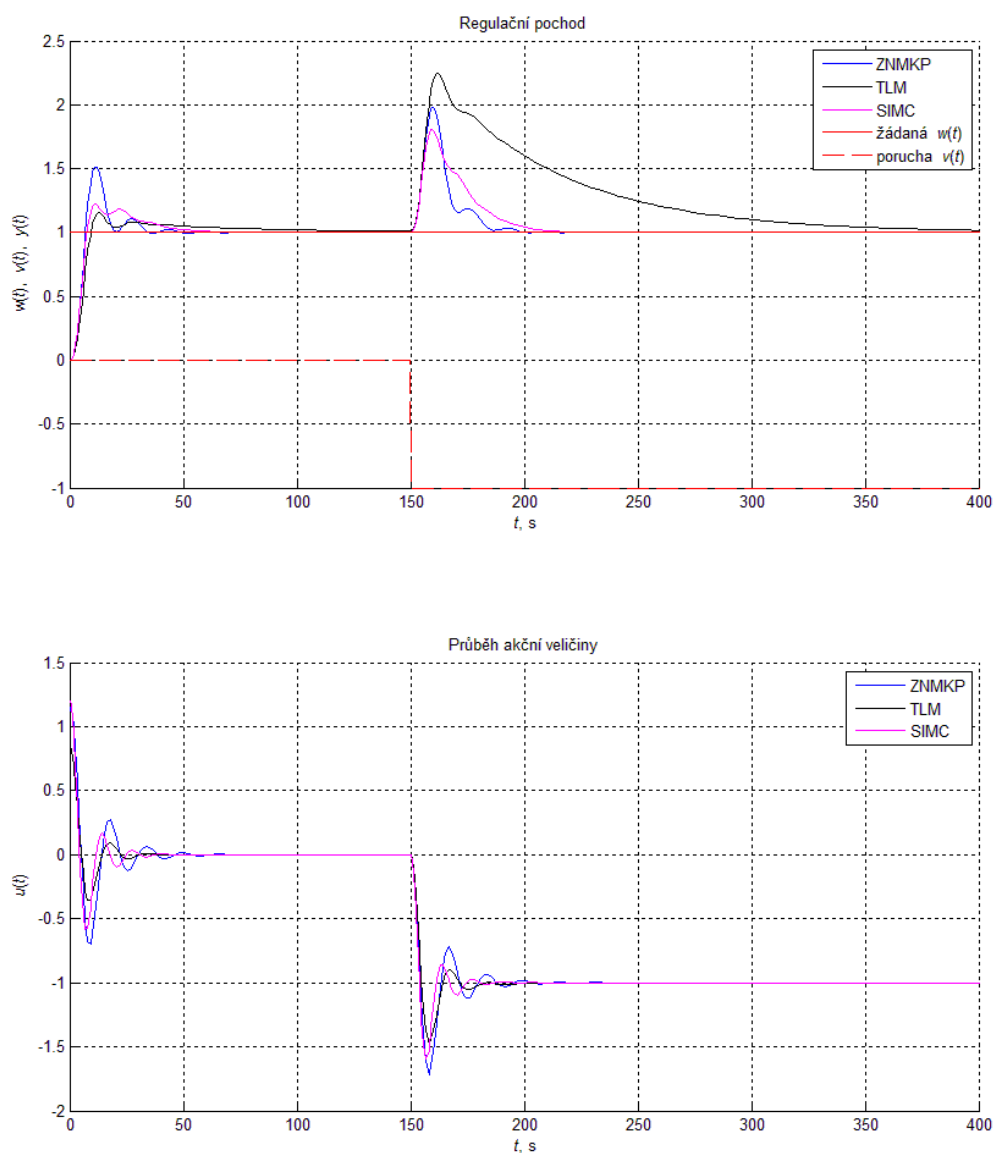 Regulační pochod
2.5
2
1.5
1
0.5
0
-0.5
-1
w(t), v(t), y(t)
ZNMKP
TLM
SIMC
žádaná w(t)
porucha v(t)
0 50 100 150 200 250 300 350 400
t, s
Průběh akční veličiny
1.5
1
0.5
0
-0.5
-1
-1.5
-2
u(t)
ZNMKP
TLM
SIMC
0 50 100 150 200 250 300 350 400
t, s